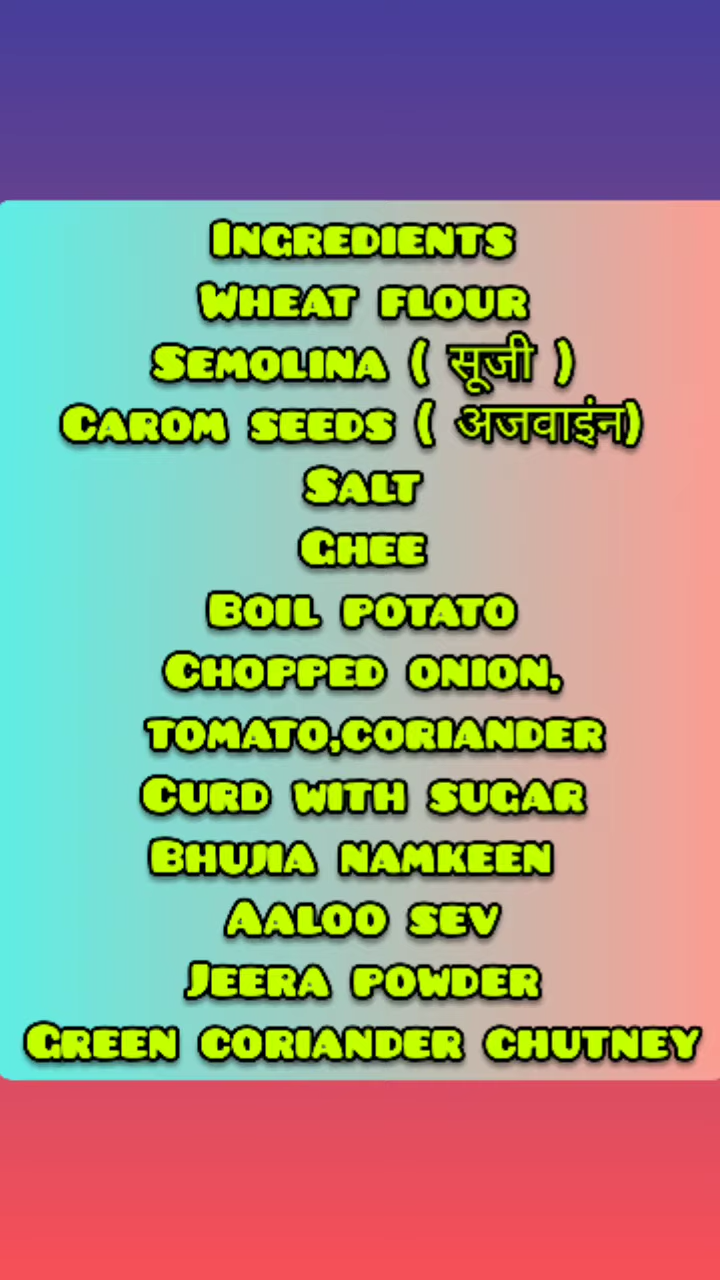 Ingredients
Wheat flour
Semolina ( सूजी )
Carom seeds ( अजवाइंन)
Salt
Ghee
Boil potato
Chopped onion,
tomato,coriander
Curd with sugar
Bhujia namkeen
Aaloo sev
Jeera powder
Green coriander chutney